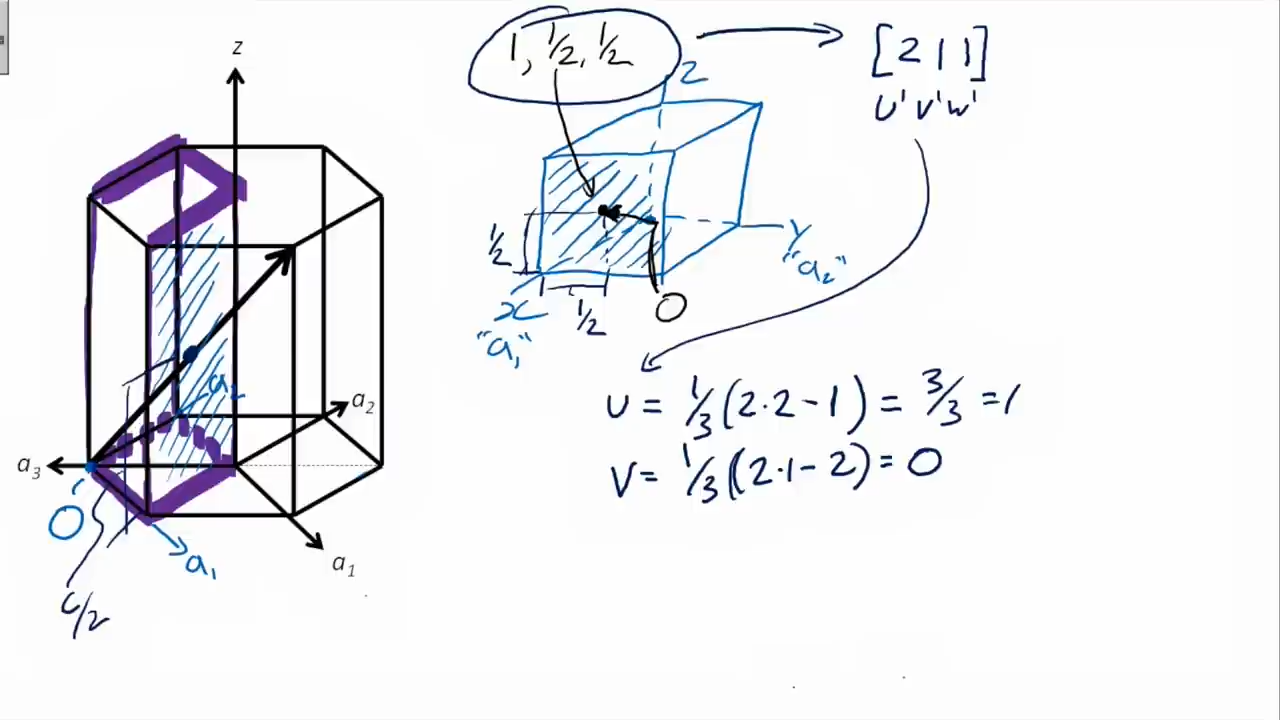 z
a₃
a₂
a₁
O
a₁
a₂
c/2
1, 1/2, 1/2
[2 1 1]
u' v' w'
z
1/2
1/2
x
"a₁"
y
"a₂"
O
u = 1/3 (2·2 - 1) = 3/3 = 1
v = 1/3 (2·1 - 2) = 0